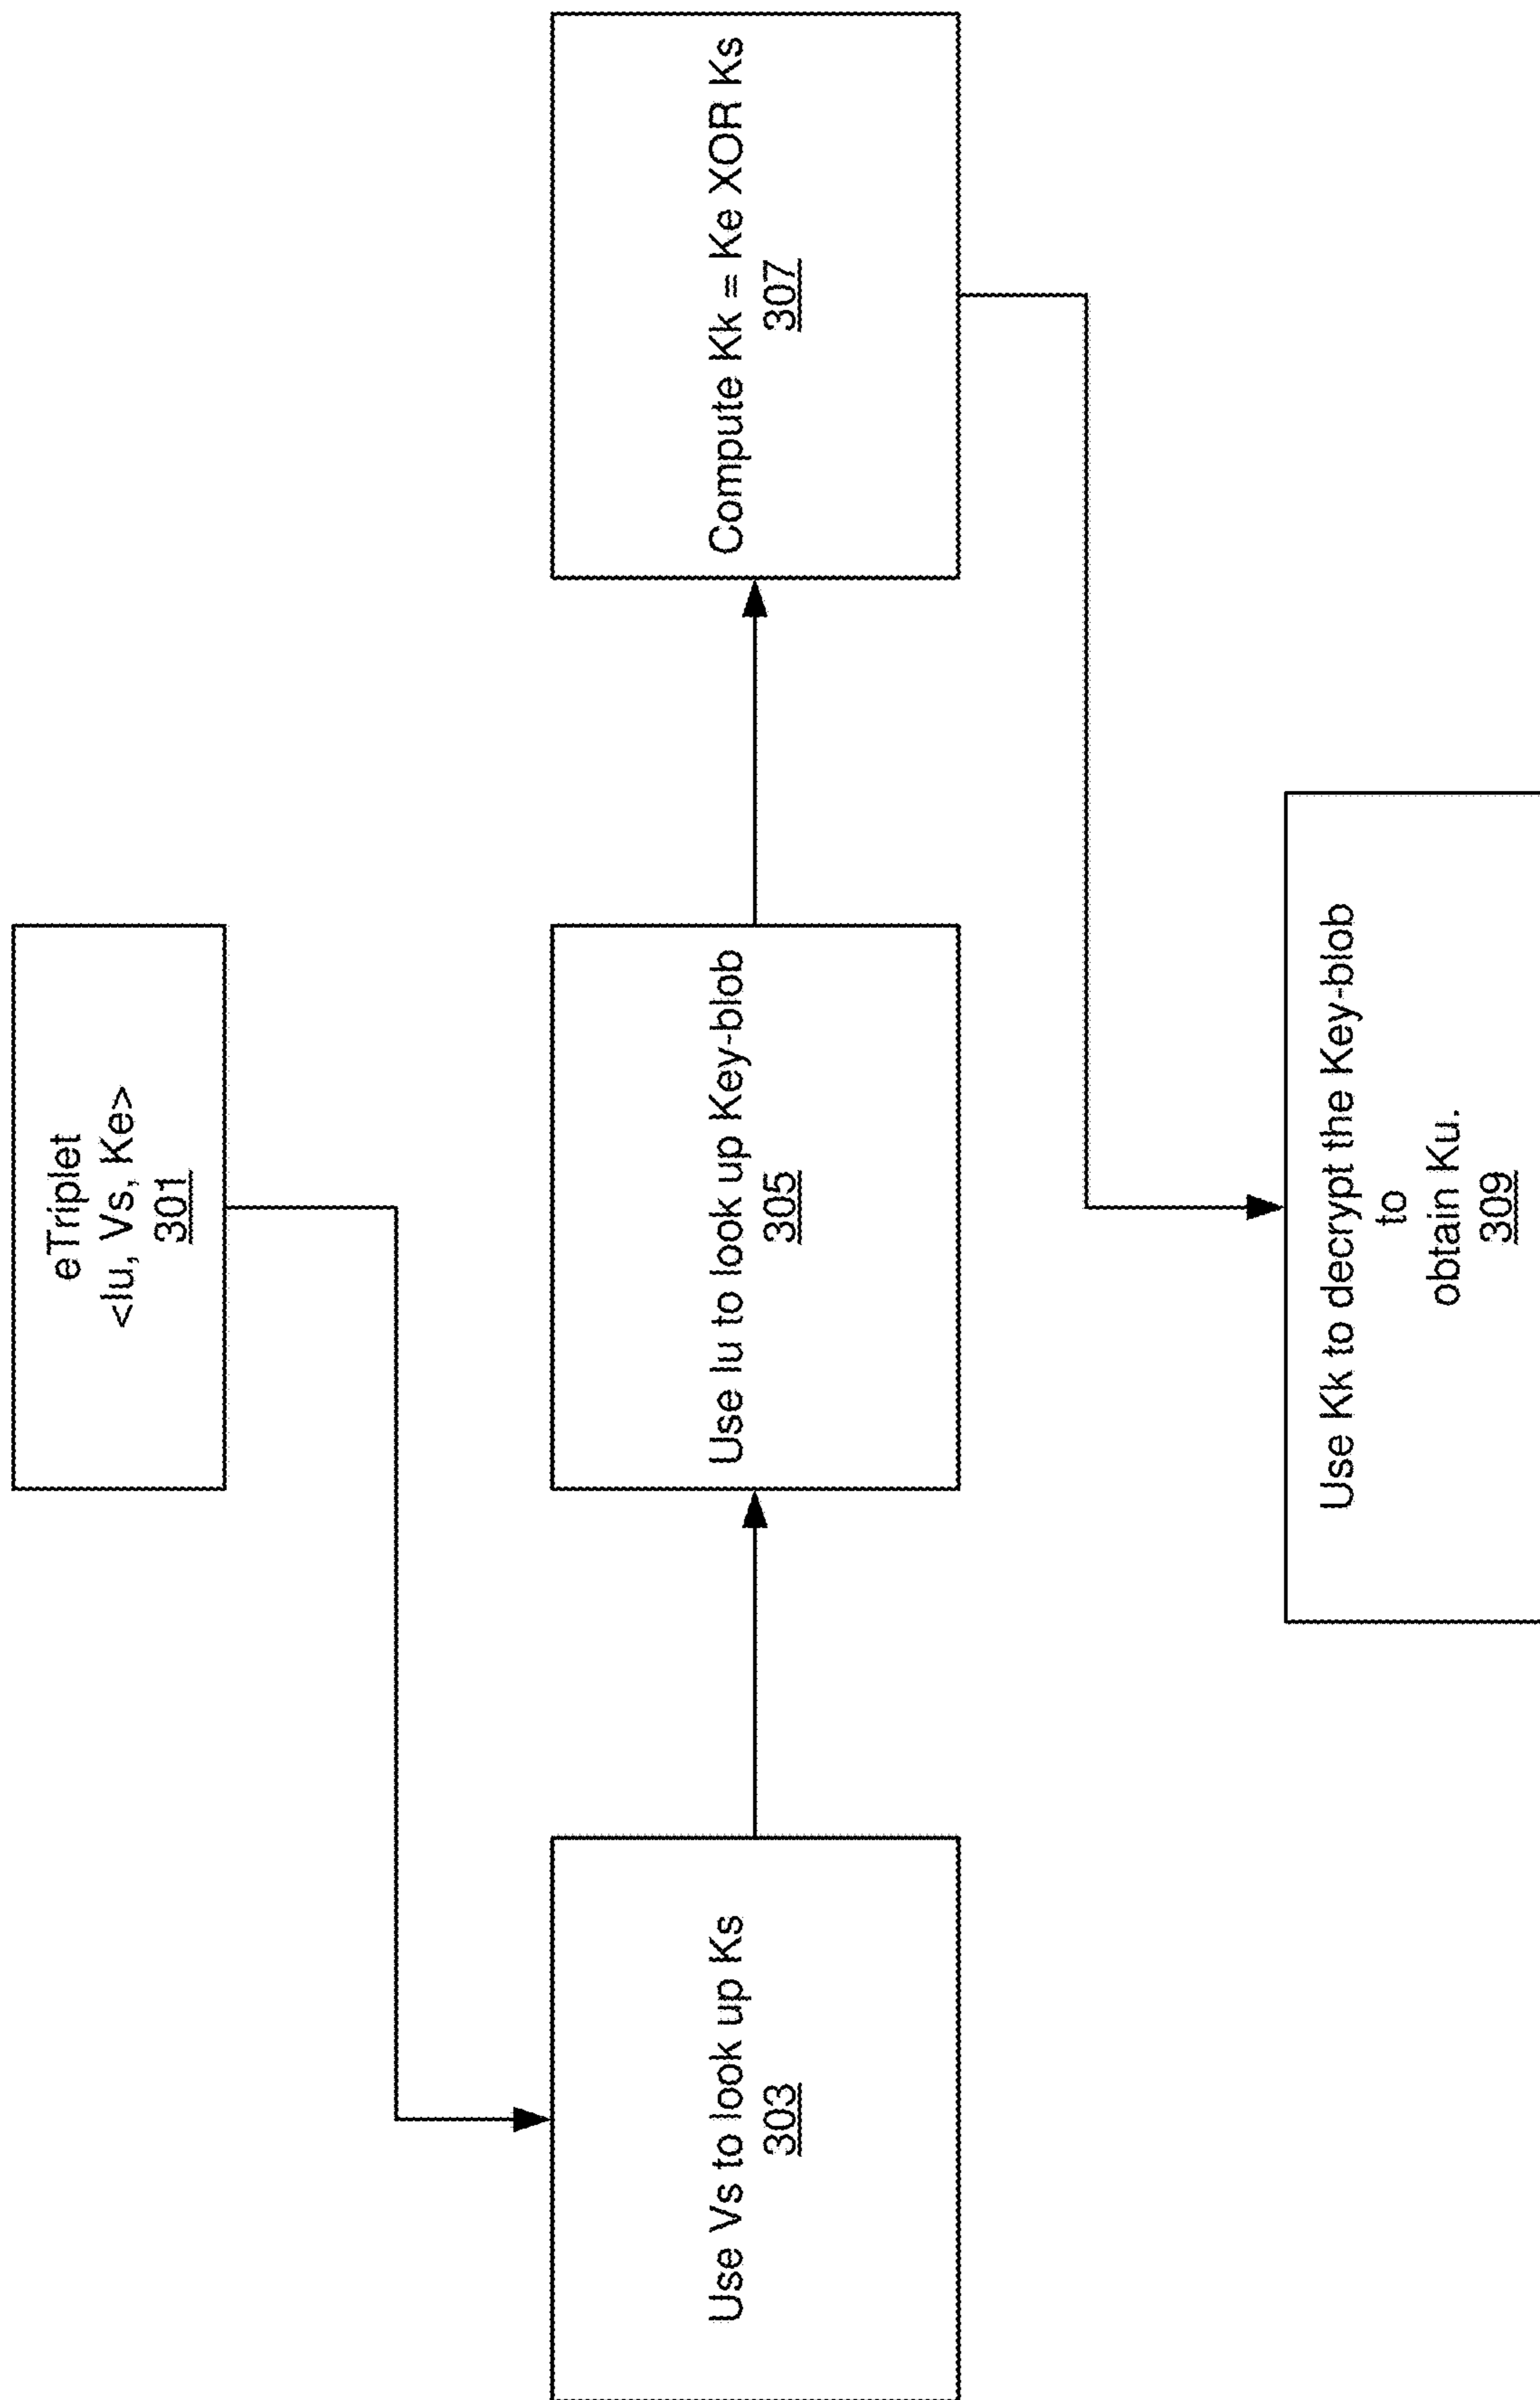 eTriplet
<Iu, Vs, Ke>
301
Use Vs to look up Ks
303
Use Iu to look up Key-blob
305
Compute Kk = Ke XOR Ks
307
Use Kk to decrypt the Key-blob
to
obtain Ku.
309